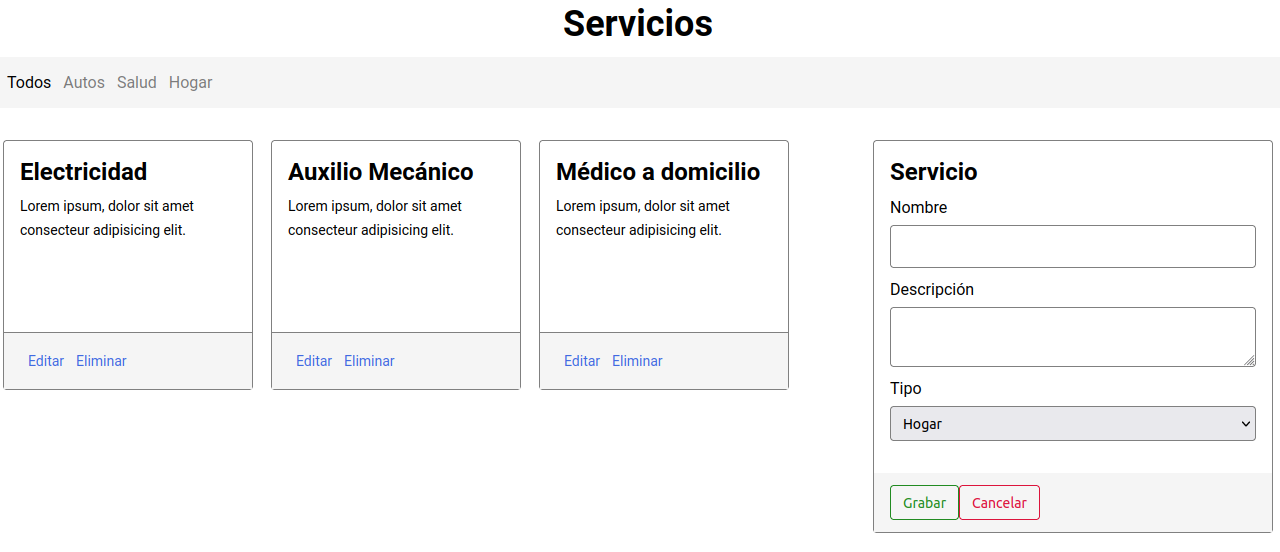 Servicios
Todos Autos Salud Hogar
Electricidad
Lorem ipsum, dolor sit amet
consecteur adipisicing elit.
Editar Eliminar
Auxilio Mecánico
Lorem ipsum, dolor sit amet
consecteur adipisicing elit.
Editar Eliminar
Médico a domicilio
Lorem ipsum, dolor sit amet
consecteur adipisicing elit.
Editar Eliminar
Servicio
Nombre
Descripción
Tipo
Hogar
Grabar Cancelar